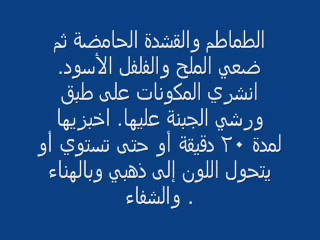 الطماطم والقشدة الحامضة ثم
ضعي الملح والفلفل الأسود.
انشري المكونات على طبق
ورشي الجبنة عليها. اخبزيها
لمدة ٢٠ دقيقة أو حتى تستوي أو
يتحول اللون إلى ذهبي وبالهناء
والشفاء .